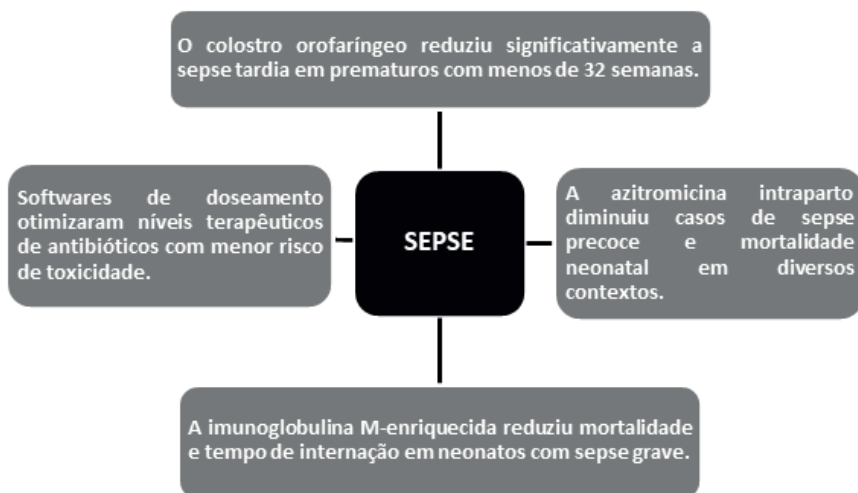 O colostro orofaríngeo reduziu significativamente a
sepse tardia em prematuros com menos de 32 semanas.
Softwares de doseamento
otimizaram níveis terapêuticos
de antibióticos com menor risco
de toxicidade.
SEPSE
A azitromicina intraparto
diminuiu casos de sepse
precoce e mortalidade
neonatal em diversos
contextos.
A imunoglobulina M-enriquecida reduziu mortalidade
e tempo de internação em neonatos com sepse grave.